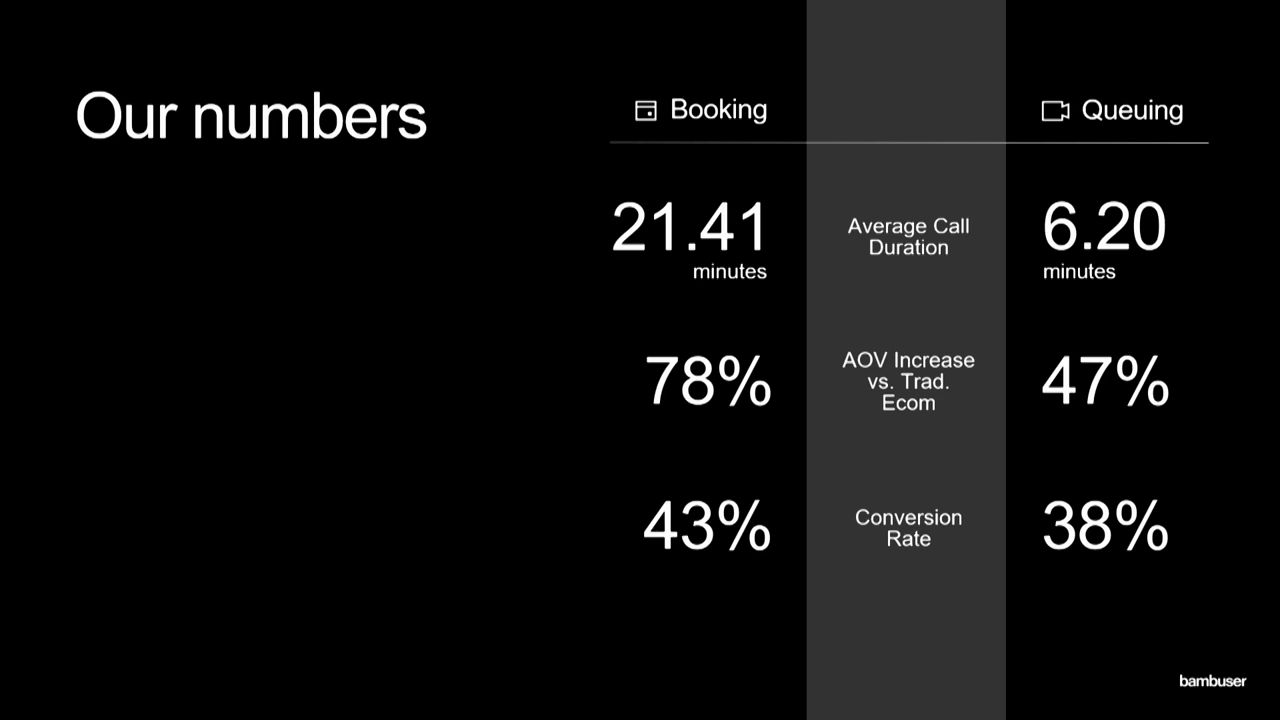 Our numbers
Booking
Queuing
21.41
minutes
Average Call
Duration
6.20
minutes
78%
AOV Increase
vs. Trad.
Ecom
47%
43%
Conversion
Rate
38%
bambuser